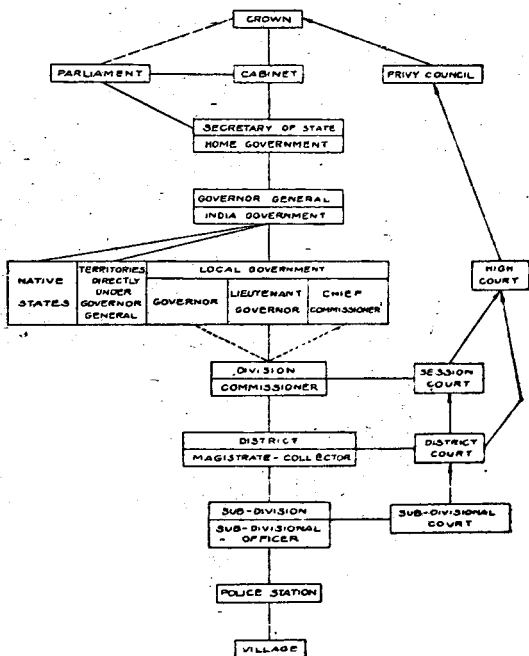 CROWN
PARLIAMENT
CABINET
PRIVY COUNCIL
SECRETARY OF STATE
HOME GOVERNMENT
GOVERNOR GENERAL
INDIA GOVERNMENT
NATIVE
STATES
TERRITORIES
DIRECTLY
UNDER
GOVERNOR
GENERAL
LOCAL GOVERNMENT
GOVERNOR
LIEUTENANT
GOVERNOR
CHIEF
COMMISSIONER
HIGH
COURT
DIVISION
COMMISSIONER
SESSION
COURT
DISTRICT
MAGISTRATE-COLLECTOR
DISTRICT
COURT
SUB-DIVISION
SUB-DIVISIONAL
OFFICER
SUB-DIVISIONAL
COURT
POLICE STATION
VILLAGE